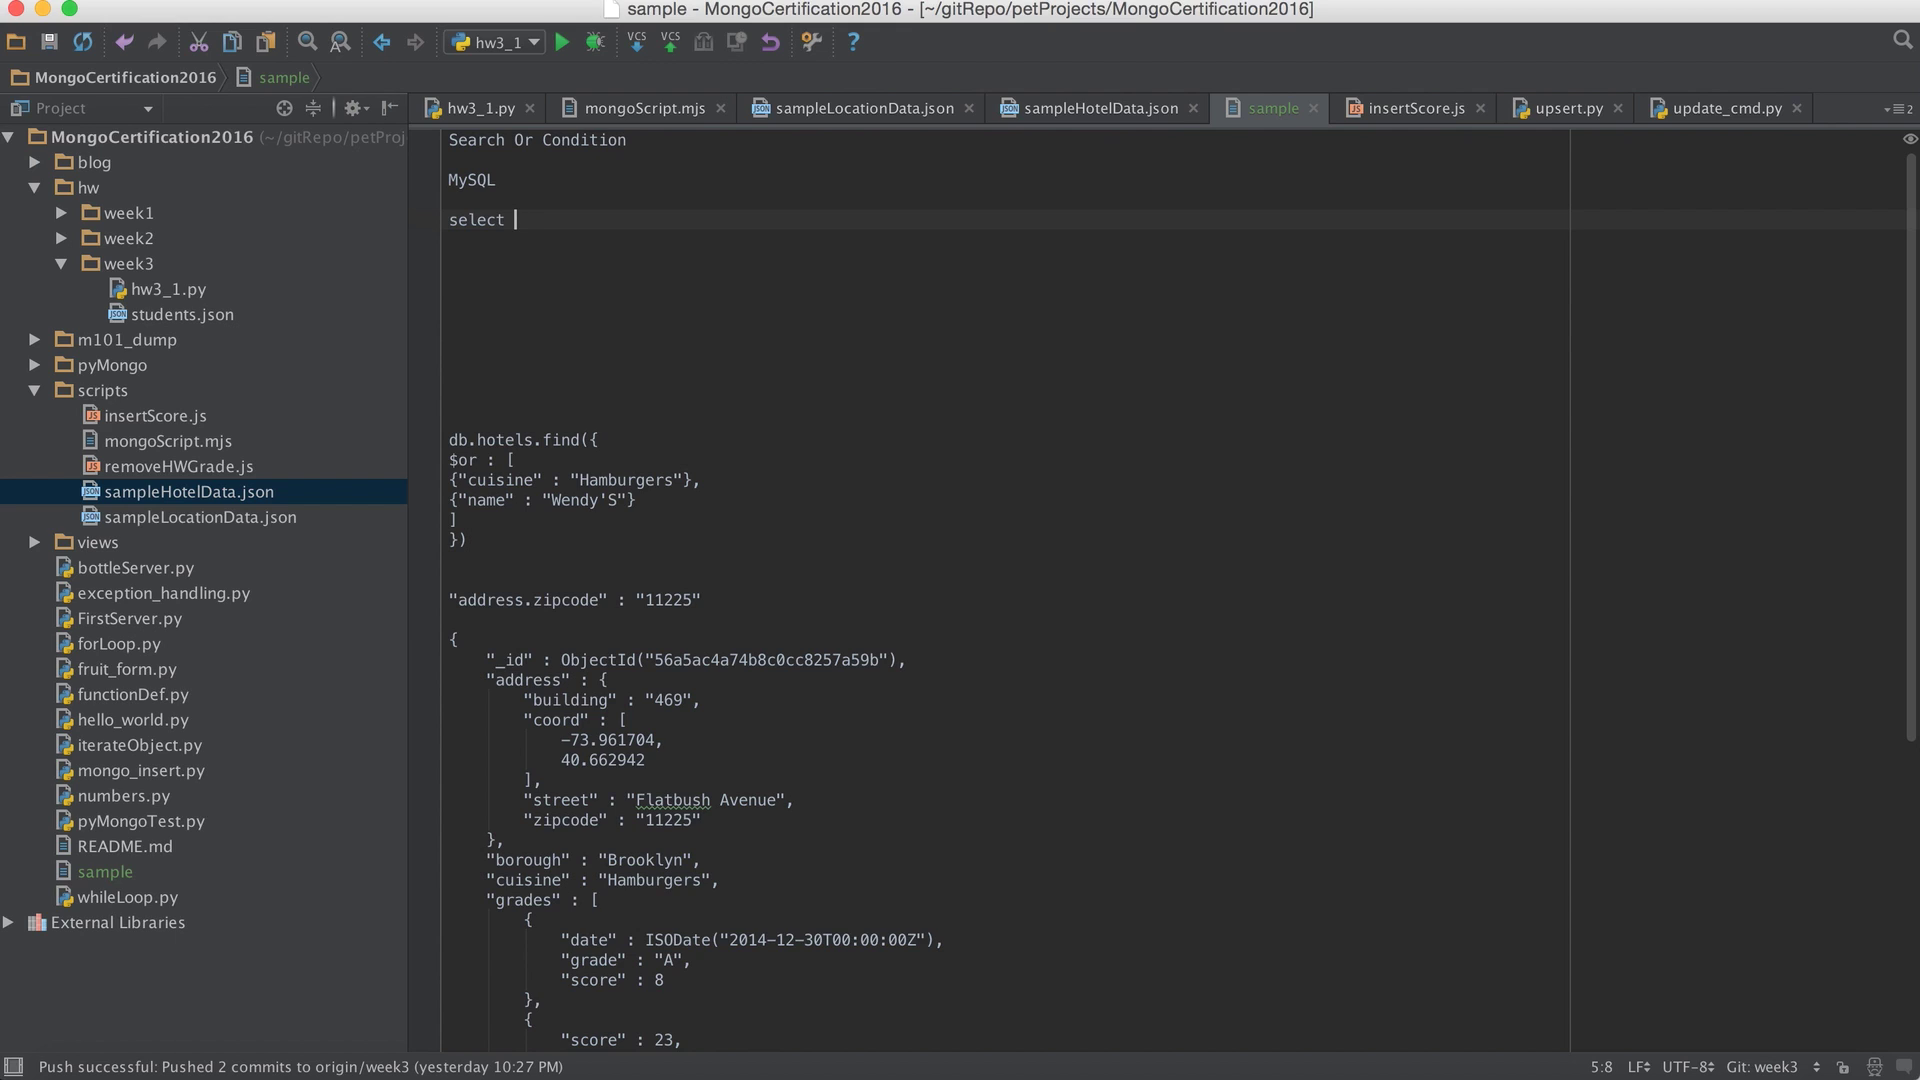 sample - MongoCertification2016 - [~/gitRepo/petProjects/MongoCertification2016]
hw3_1
VCS VCS
MongoCertification2016 sample
Project
hw3_1.py mongoScript.mjs sampleLocationData.json sampleHotelData.json sample insertScore.js upsert.py update_cmd.py 2
MongoCertification2016 (~/gitRepo/petProj
blog
hw
week1
week2
week3
hw3_1.py
students.json
m101_dump
pyMongo
scripts
insertScore.js
mongoScript.mjs
removeHWGrade.js
sampleHotelData.json
sampleLocationData.json
views
bottleServer.py
exception_handling.py
FirstServer.py
forLoop.py
fruit_form.py
functionDef.py
hello_world.py
iterateObject.py
mongo_insert.py
numbers.py
pyMongoTest.py
README.md
sample
whileLoop.py
External Libraries
Search Or Condition
MySQL
select
db.hotels.find({
$or : [
{"cuisine" : "Hamburgers"},
{"name" : "Wendy'S"}
]
})
"address.zipcode" : "11225"
{
"_id" : ObjectId("56a5ac4a74b8c0cc8257a59b"),
"address" : {
"building" : "469",
"coord" : [
-73.961704,
40.662942
],
"street" : "Flatbush Avenue",
"zipcode" : "11225"
},
"borough" : "Brooklyn",
"cuisine" : "Hamburgers",
"grades" : [
{
"date" : ISODate("2014-12-30T00:00:00Z"),
"grade" : "A",
"score" : 8
},
{
"score" : 23,
Push successful: Pushed 2 commits to origin/week3 (yesterday 10:27 PM)
5:8 LF UTF-8 Git: week3